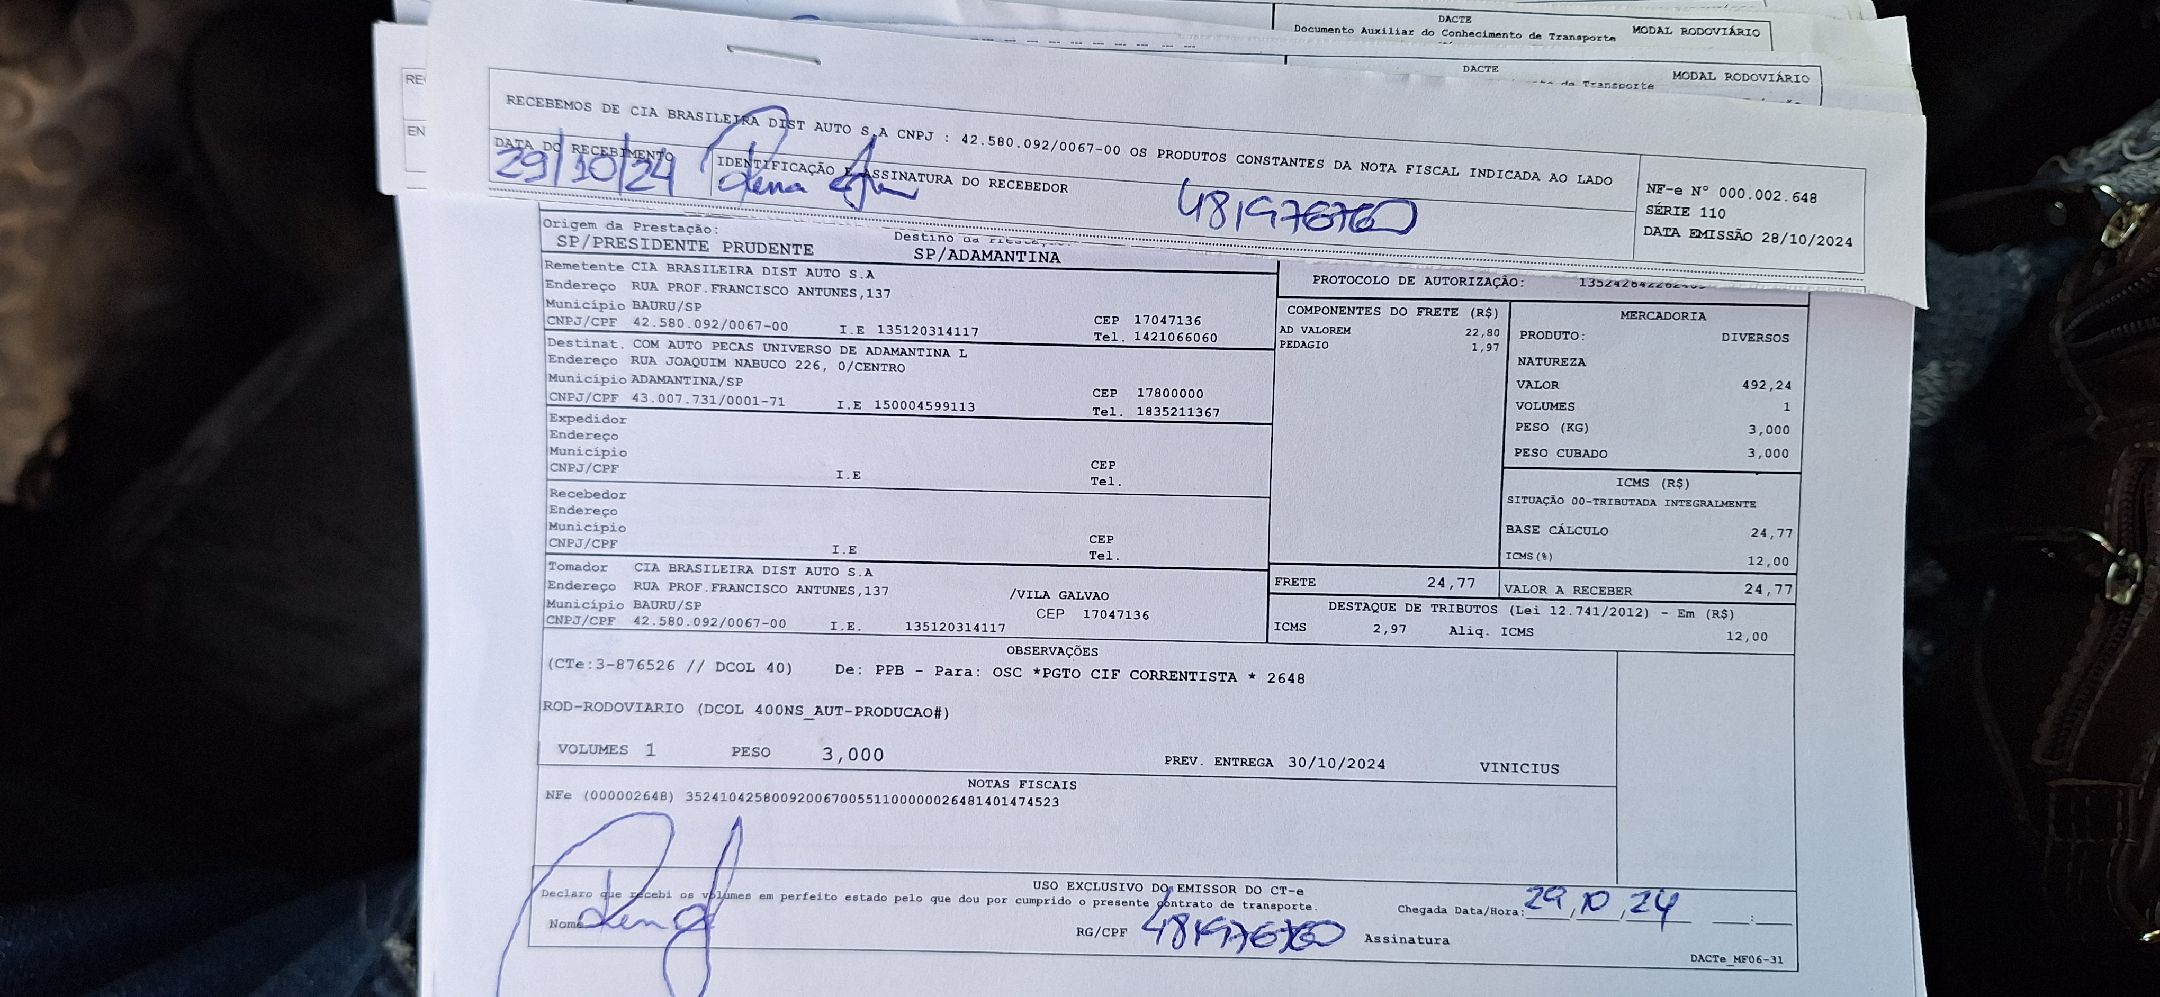 DACTE
Documento Auxiliar do Conhecimento de Transporte MODAL RODOVIÁRIO
DACTE
de Transporte MODAL RODOVIÁRIO
RE
EN
RECEBEMOS DE CIA BRASILEIRA DIST AUTO S.A CNPJ : 42.580.092/0067-00 OS PRODUTOS CONSTANTES DA NOTA FISCAL INDICADA AO LADO
DATA DO RECEBIMENTO
29/10/24
IDENTIFICAÇÃO E ASSINATURA DO RECEBEDOR
481976760
NF-e Nº 000.002.648
SÉRIE 110
DATA EMISSÃO 28/10/2024
Origem da Prestação:
SP/PRESIDENTE PRUDENTE
Destino da
SP/ADAMANTINA
Remetente CIA BRASILEIRA DIST AUTO S.A
Endereço RUA PROF.FRANCISCO ANTUNES,137
Município BAURU/SP CEP 17047136
CNPJ/CPF 42.580.092/0067-00 I.E 135120314117 Tel. 1421066060
Destinat. COM AUTO PECAS UNIVERSO DE ADAMANTINA L
Endereço RUA JOAQUIM NABUCO 226, 0/CENTRO
Município ADAMANTINA/SP CEP 17800000
CNPJ/CPF 43.007.731/0001-71 I.E 150004599113 Tel. 1835211367
Expedidor
Endereço
Município CEP
CNPJ/CPF I.E Tel.
Recebedor
Endereço
Município CEP
CNPJ/CPF I.E Tel.
Tomador CIA BRASILEIRA DIST AUTO S.A
Endereço RUA PROF.FRANCISCO ANTUNES,137 /VILA GALVAO
Município BAURU/SP CEP 17047136
CNPJ/CPF 42.580.092/0067-00 I.E. 135120314117
PROTOCOLO DE AUTORIZAÇÃO:
COMPONENTES DO FRETE (R$)
AD VALOREM 22,80
PEDAGIO 1,97
MERCADORIA
PRODUTO: DIVERSOS
NATUREZA
VALOR 492,24
VOLUMES 1
PESO (KG) 3,000
PESO CUBADO 3,000
ICMS (R$)
SITUAÇÃO 00-TRIBUTADA INTEGRALMENTE
BASE CÁLCULO 24,77
ICMS(%) 12,00
FRETE 24,77 VALOR A RECEBER 24,77
DESTAQUE DE TRIBUTOS (Lei 12.741/2012) - Em (R$)
ICMS 2,97 Aliq. ICMS 12,00
OBSERVAÇÕES
(CTe:3-876526 // DCOL 40) De: PPB - Para: OSC *PGTO CIF CORRENTISTA * 2648
ROD-RODOVIARIO (DCOL 400NS_AUT-PRODUCAO#)
VOLUMES 1 PESO 3,000 PREV. ENTREGA 30/10/2024 VINICIUS
NOTAS FISCAIS
NFe (000002648) 35241042580092006700551100000026481401474523
USO EXCLUSIVO DO EMISSOR DO CT-e
Declaro que recebi os volumes em perfeito estado pelo que dou por cumprido o presente contrato de transporte.
Chegada Data/Hora: 29,10,24 :
Nome RG/CPF 481976760 Assinatura
DACTe_MF06-31